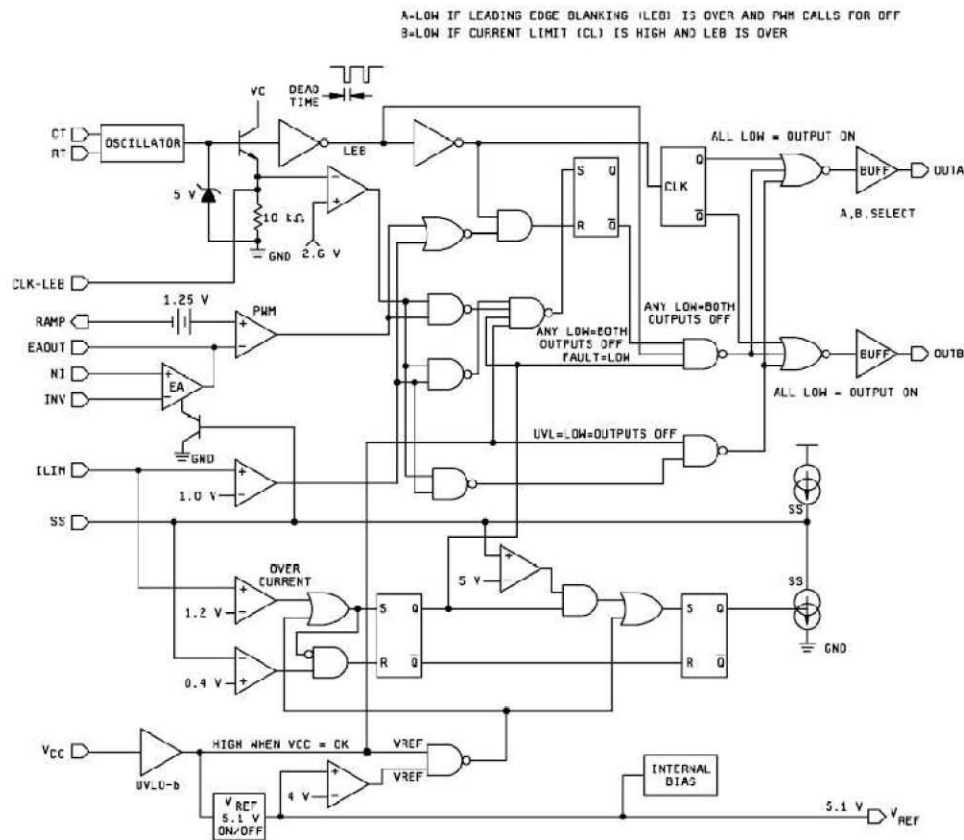 A=LOW IF LEADING EDGE BLANKING (LEB) IS OVER AND PWM CALLS FOR OFF
B=LOW IF CURRENT LIMIT (CL) IS HIGH AND LEB IS OVER
VC
DEAD
TIME
CT
RT
OSCILLATOR
LEB
ALL LOW = OUTPUT ON
5 V
10 kΩ
GND
2.0 V
S
Q
R
Q
CLK
Q
Q
BUFF
OUTA
A,B,SELECT
CLK-LEB
1.25 V
RAMP
PWM
EAOUT
NI
INV
EA
GND
ANY LOW=BOTH
OUTPUTS OFF
FAULT=LOW
ANY LOW=BOTH
OUTPUTS OFF
BUFF
OUTB
ALL LOW = OUTPUT ON
UVL=LOW=OUTPUTS OFF
ILIM
1.0 V
SS
SS
5 V
SS
GND
OVER
CURRENT
1.2 V
0.4 V
S
Q
R
Q
S
Q
R
Q
VCC
UVLO-b
HIGH WHEN VCC = OK
VREF
VREF
4 V
VREF
5.1 V
ON/OFF
INTERNAL
BIAS
5.1 V
VREF